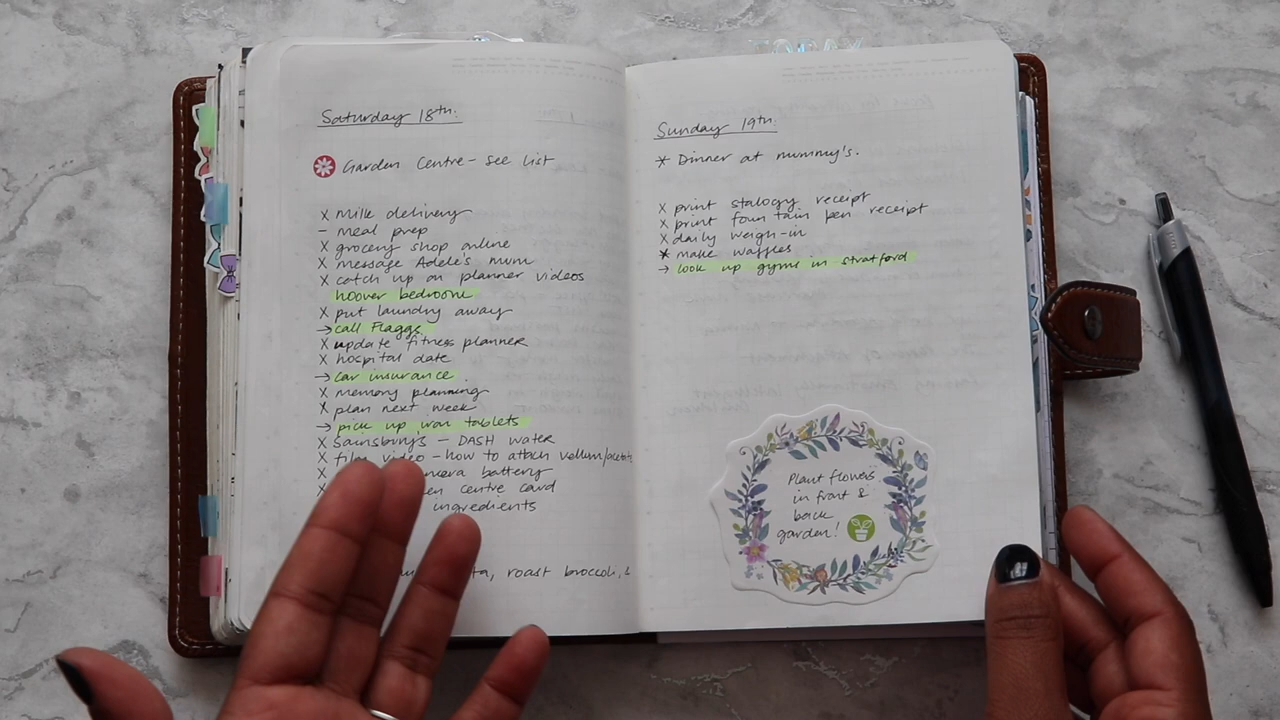 TODAY
Saturday 18th.
Garden Centre - See List
x milk delivery
- meal prep
x grocery shop online
x message Adele's mum
x catch up on planner videos
hoover bedroom
x put laundry away
→ call Flaggs
x update fitness planner
x hospital date
→ car insurance
x memory planning
x plan next week
→ pick up tablets
x Sainsbury's - DASH water
x film video - how to attach vellum/
x battery
centre card
ingredients
roast broccoli, &
Sunday 19th.
* Dinner at mummy's.
x print stalogy receipt
x print fountain pen receipt
x daily weigh-in
* make waffles
→ look up gyms in stratford
Plant flowers
in front &
back
garden!